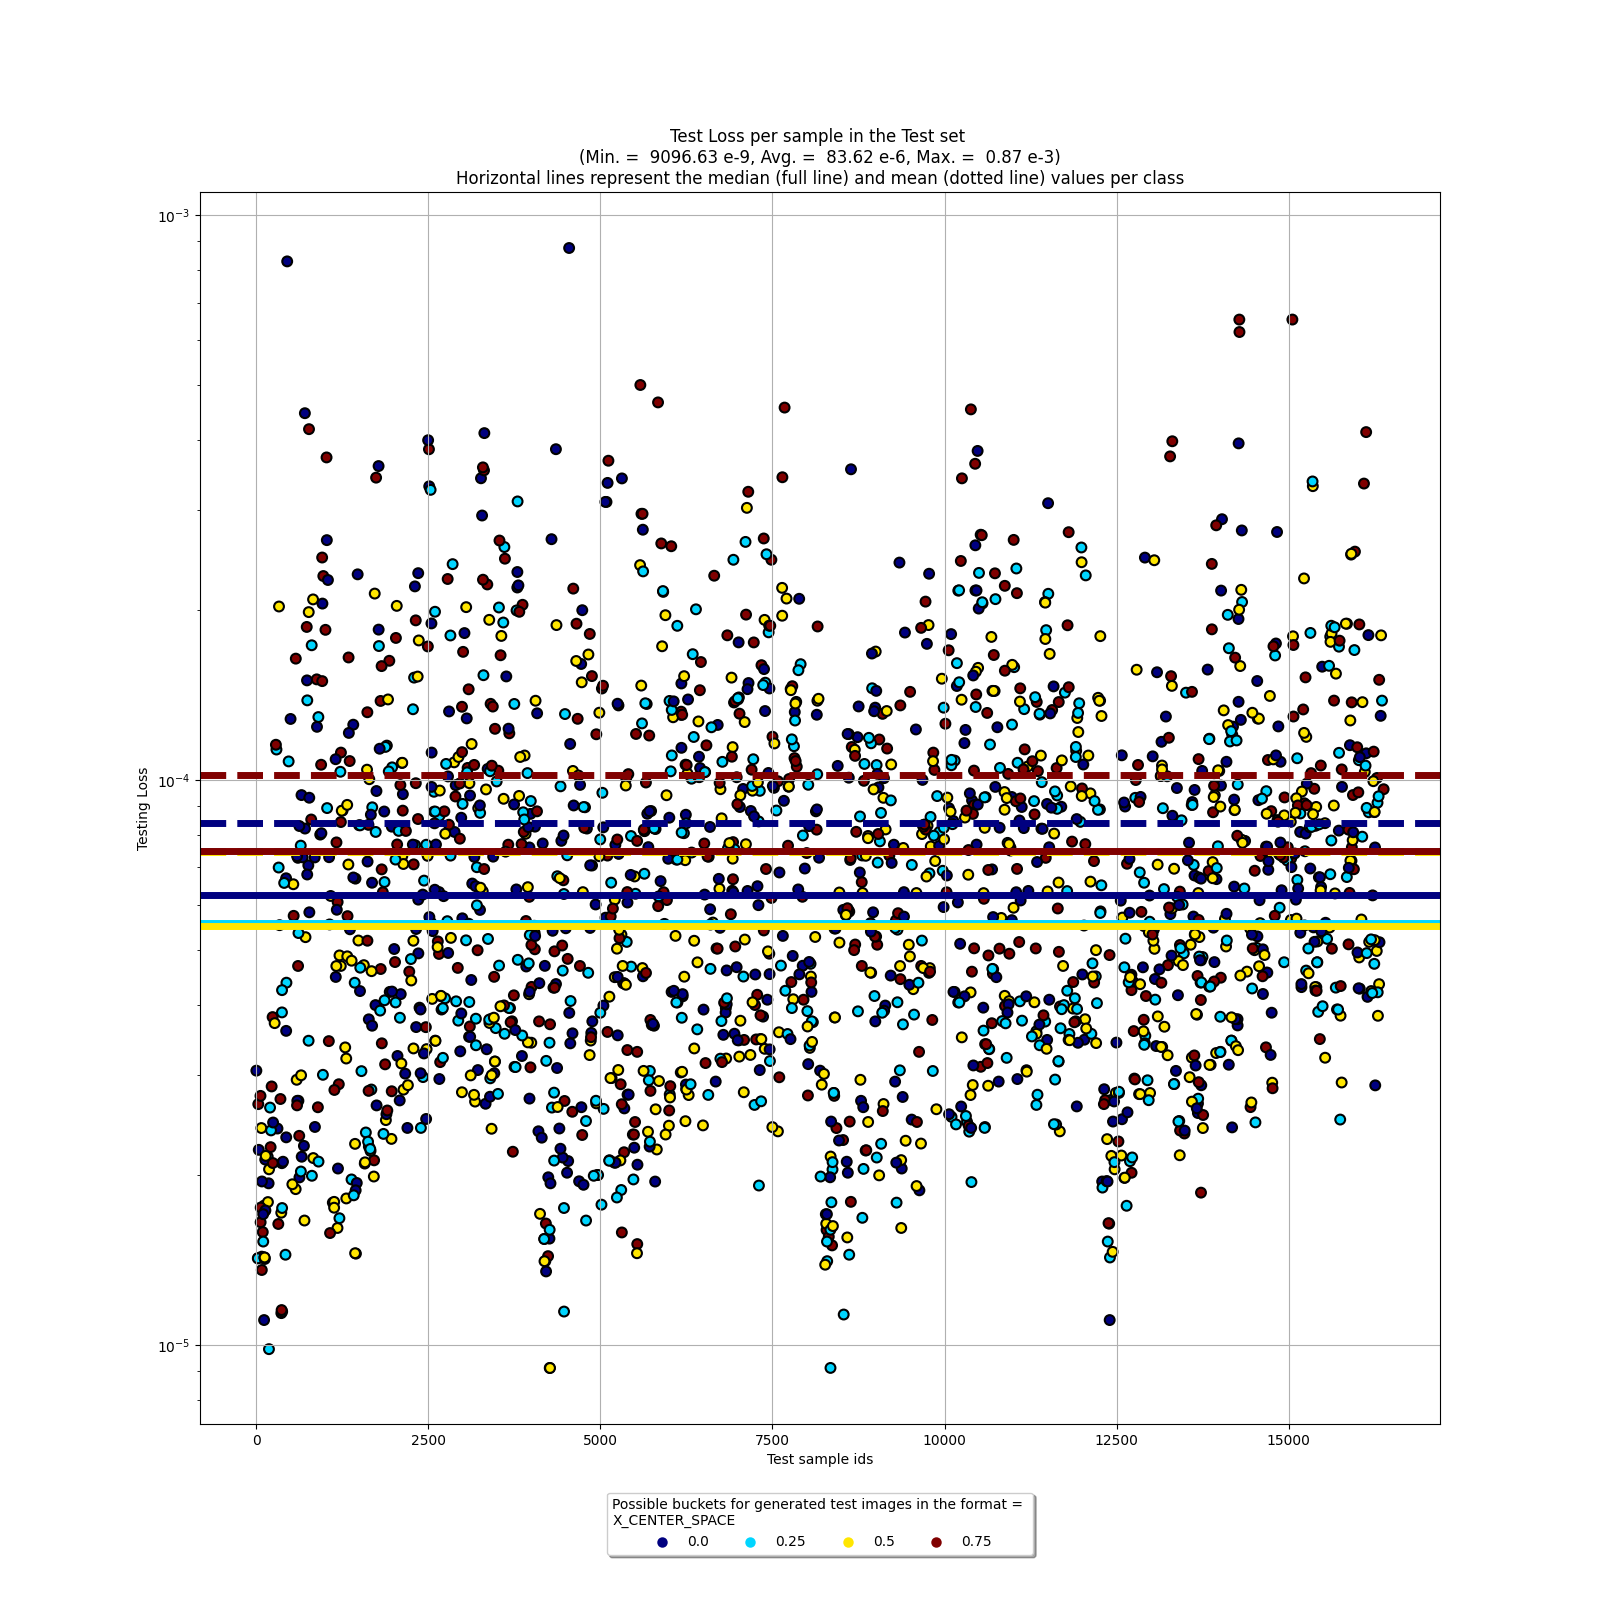 Test Loss per sample in the Test set
(Min. =  9096.63 e-9, Avg. =  83.62 e-6, Max. =  0.87 e-3)
Horizontal lines represent the median (full line) and mean (dotted line) values per class
10⁻³
10⁻⁴
10⁻⁵
Testing Loss
0 2500 5000 7500 10000 12500 15000
Test sample ids
Possible buckets for generated test images in the format =
X_CENTER_SPACE
0.0 0.25 0.5 0.75